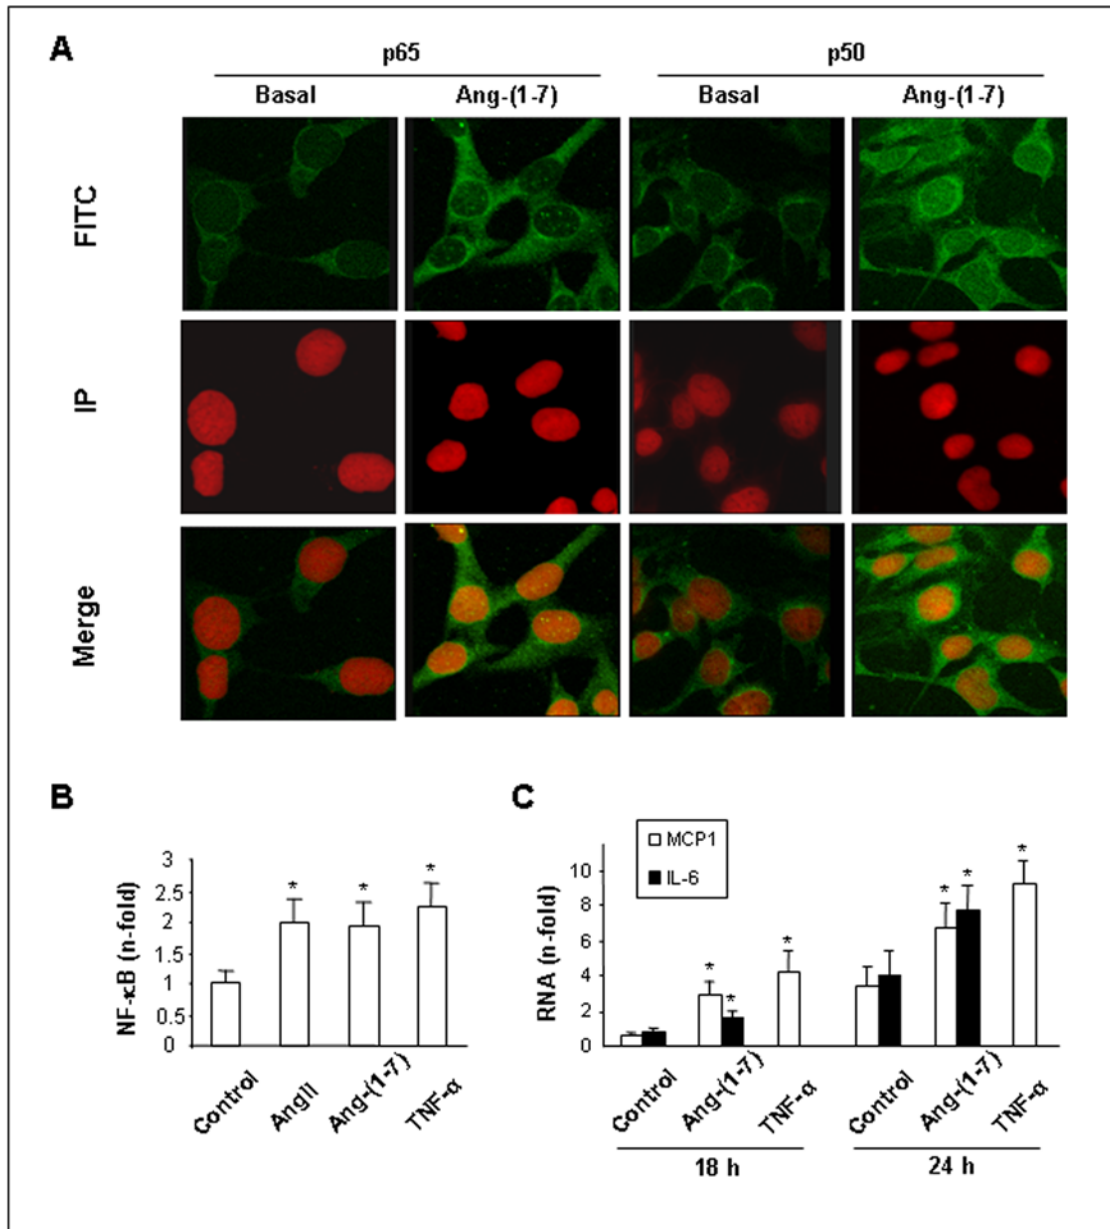 A
p65 p50
Basal Ang-(1-7) Basal Ang-(1-7)
FITC
IP
Merge
B
NF-κB (n-fold)
3
2.5
2
1
0.5
0
Control AngII Ang-(1-7) TNF-α
C
RNA (n-fold)
MCP1
IL-6
10
8
6
4
2
0
* * *
* * * * * *
Control Ang-(1-7) TNF-α Control Ang-(1-7) TNF-α
18 h 24 h